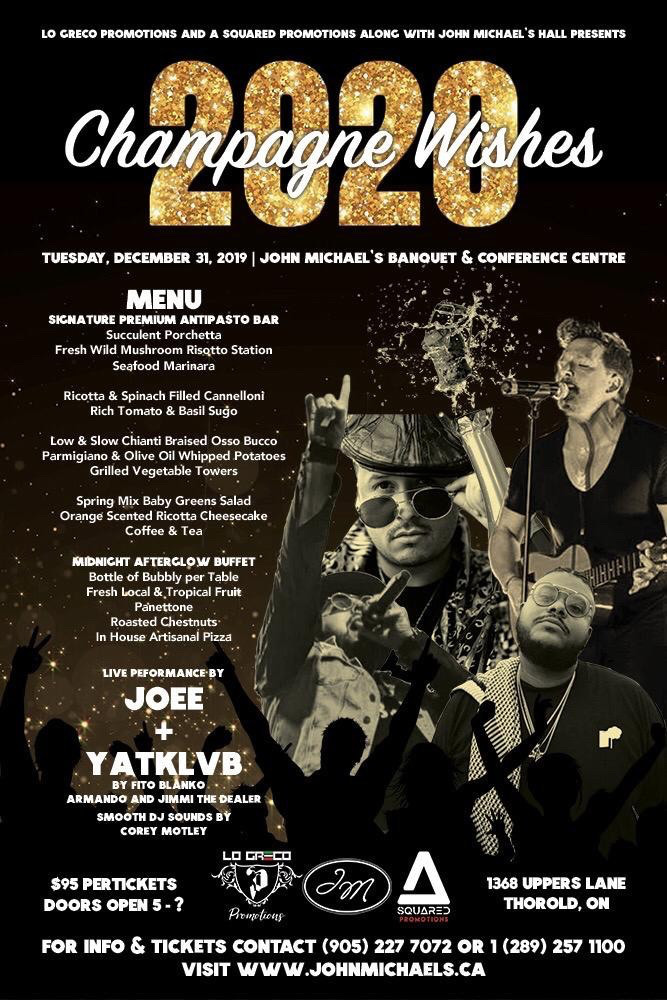 LO GRECO PROMOTIONS AND A SQUARED PROMOTIONS ALONG WITH JOHN MICHAEL'S HALL PRESENTS
2020
Champagne Wishes
TUESDAY, DECEMBER 31, 2019 | JOHN MICHAEL'S BANQUET & CONFERENCE CENTRE
MENU
SIGNATURE PREMIUM ANTIPASTO BAR
Succulent Porchetta
Fresh Wild Mushroom Risotto Station
Seafood Marinara
Ricotta & Spinach Filled Cannelloni
Rich Tomato & Basil Sugo
Low & Slow Chianti Braised Osso Bucco
Parmigiano & Olive Oil Whipped Potatoes
Grilled Vegetable Towers
Spring Mix Baby Greens Salad
Orange Scented Ricotta Cheesecake
Coffee & Tea
MIDNIGHT AFTERGLOW BUFFET
Bottle of Bubbly per Table
Fresh Local & Tropical Fruit
Panettone
Roasted Chestnuts
In House Artisanal Pizza
LIVE PEFORMANCE BY
JOEE
+
YATKLVB
BY FITO BLANKO
ARMANDO AND JIMMI THE DEALER
SMOOTH DJ SOUNDS BY
COREY MOTLEY
$95 PERTICKETS
DOORS OPEN 5 - ?
LO GRECO
P
Promotions
JM
SQUARED
PROMOTIONS
1368 UPPERS LANE
THOROLD, ON
FOR INFO & TICKETS CONTACT (905) 227 7072 OR 1 (289) 257 1100
VISIT WWW.JOHNMICHAELS.CA